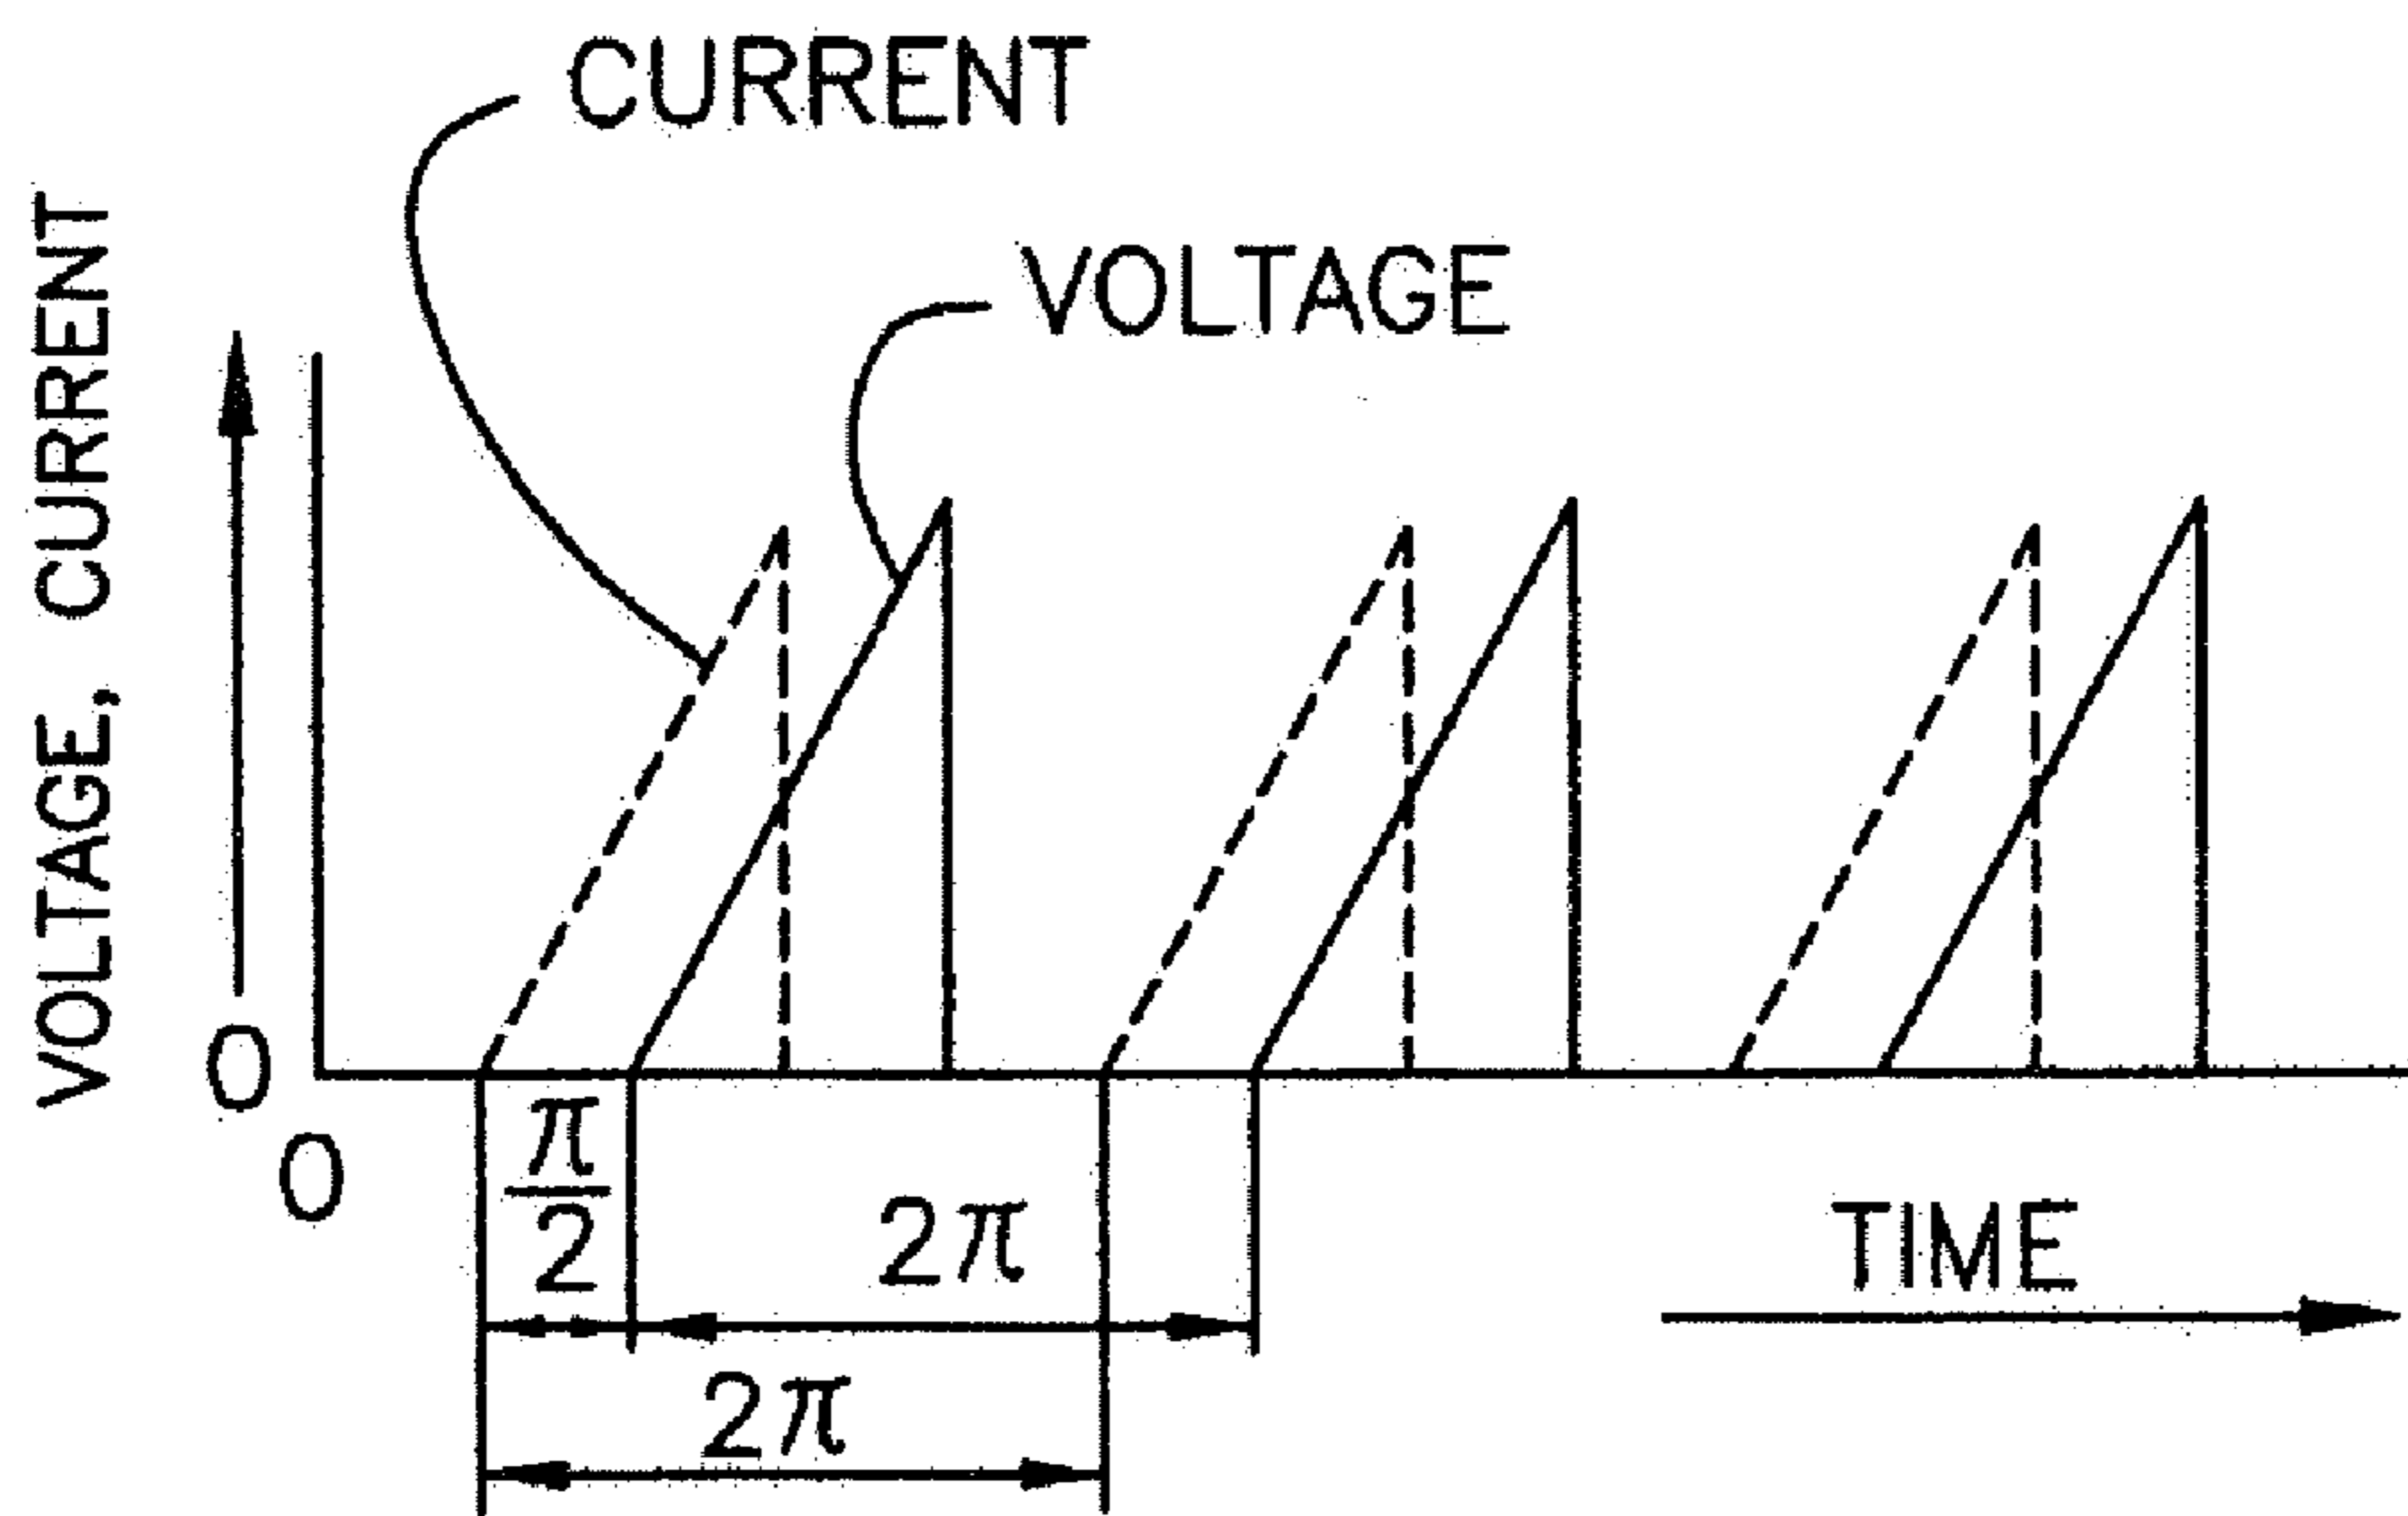 CURRENT
VOLTAGE
VOLTAGE, CURRENT
0
0
π/2
2π
2π
TIME